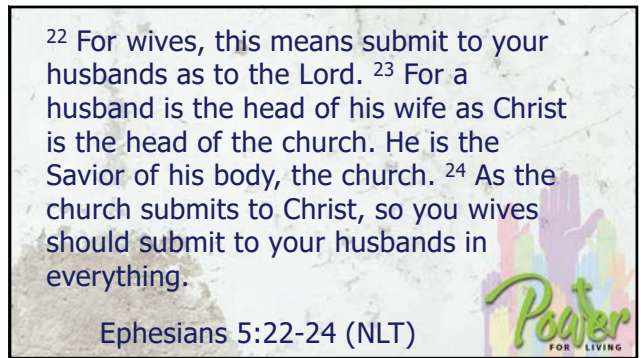 ²² For wives, this means submit to your
husbands as to the Lord. ²³ For a
husband is the head of his wife as Christ
is the head of the church. He is the
Savior of his body, the church. ²⁴ As the
church submits to Christ, so you wives
should submit to your husbands in
everything.
Ephesians 5:22-24 (NLT)
Power
FOR LIVING